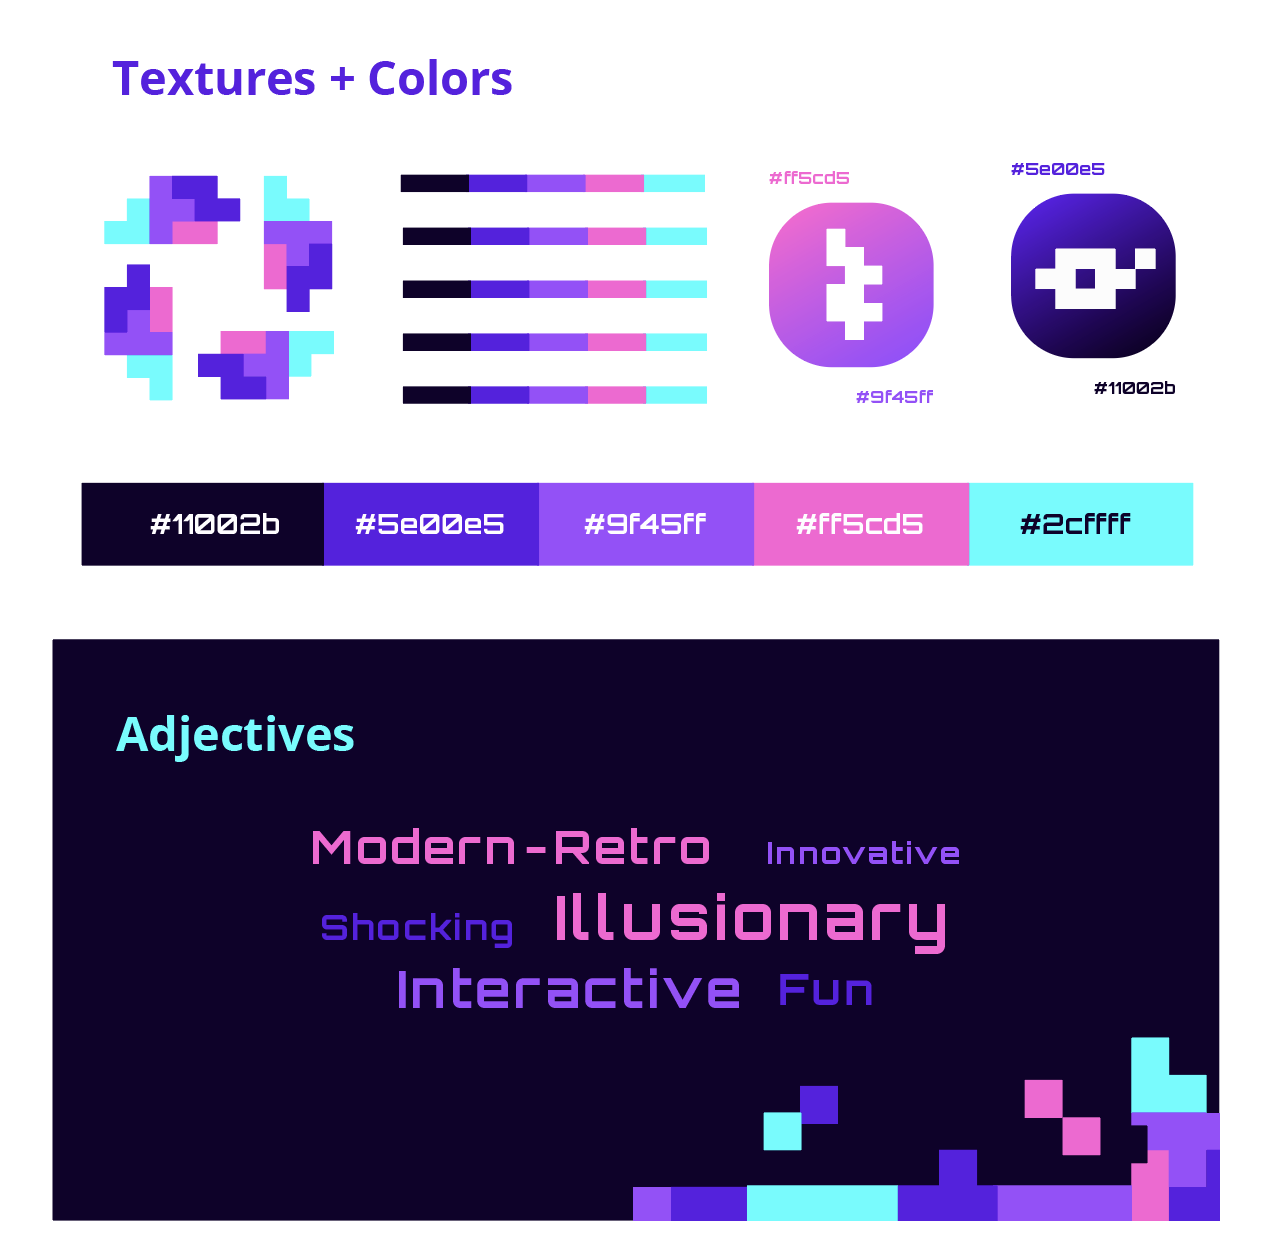 Textures + Colors
#ff5cd5
#5e00e5
#9f45ff
#11002b
#11002b #5e00e5 #9f45ff #ff5cd5 #2cffff
Adjectives
Modern-Retro Innovative
Shocking Illusionary
Interactive Fun